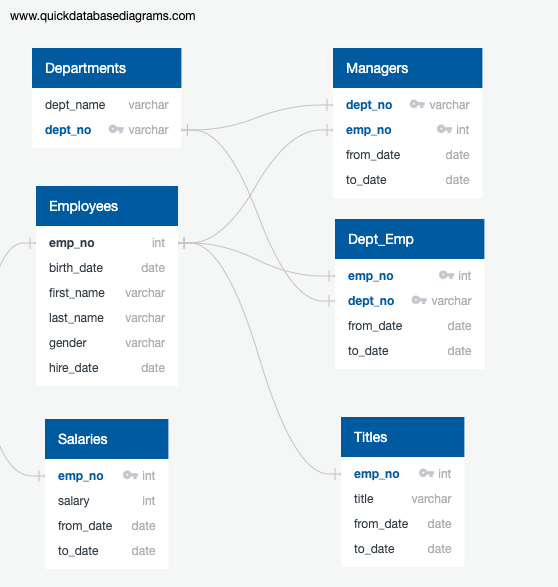 www.quickdatabasediagrams.com
Departments
dept_name varchar
dept_no varchar
Managers
dept_no varchar
emp_no int
from_date date
to_date date
Employees
emp_no int
birth_date date
first_name varchar
last_name varchar
gender varchar
hire_date date
Dept_Emp
emp_no int
dept_no varchar
from_date date
to_date date
Salaries
emp_no int
salary int
from_date date
to_date date
Titles
emp_no int
title varchar
from_date date
to_date date